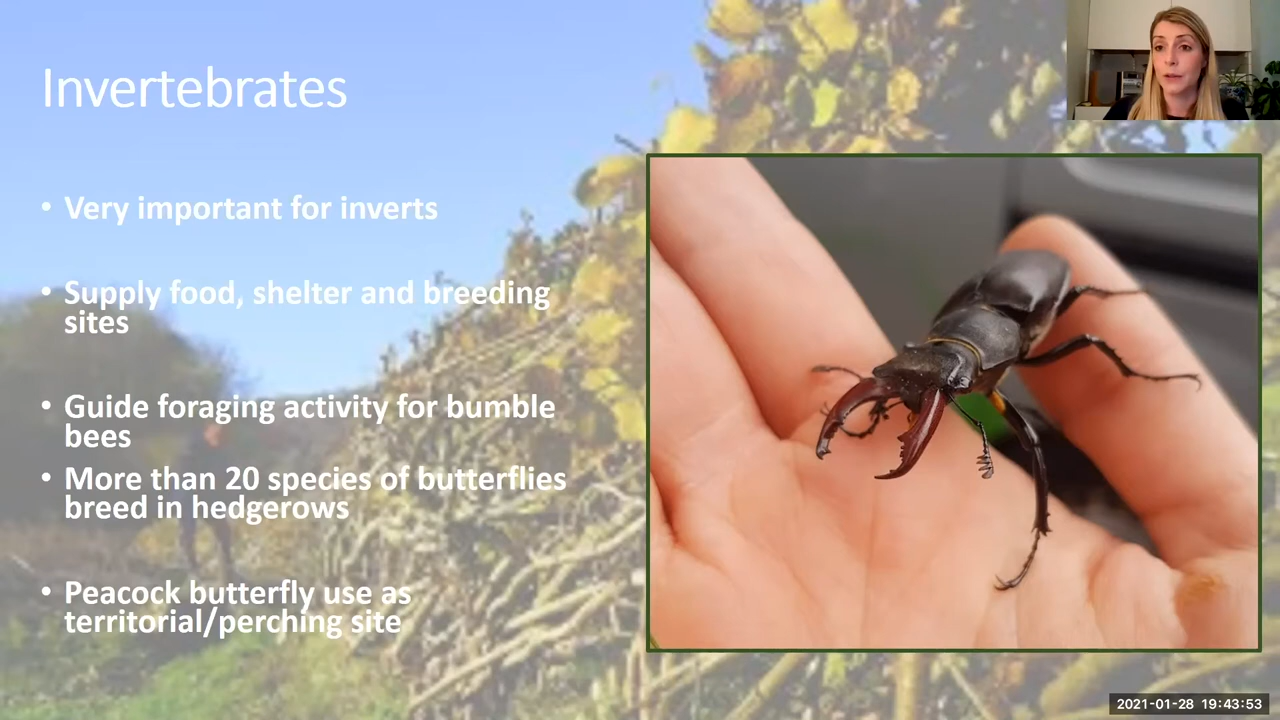 Invertebrates
• Very important for inverts
• Supply food, shelter and breeding
sites
• Guide foraging activity for bumble
bees
• More than 20 species of butterflies
breed in hedgerows
• Peacock butterfly use as
territorial/perching site
2021-01-28 19:43:53